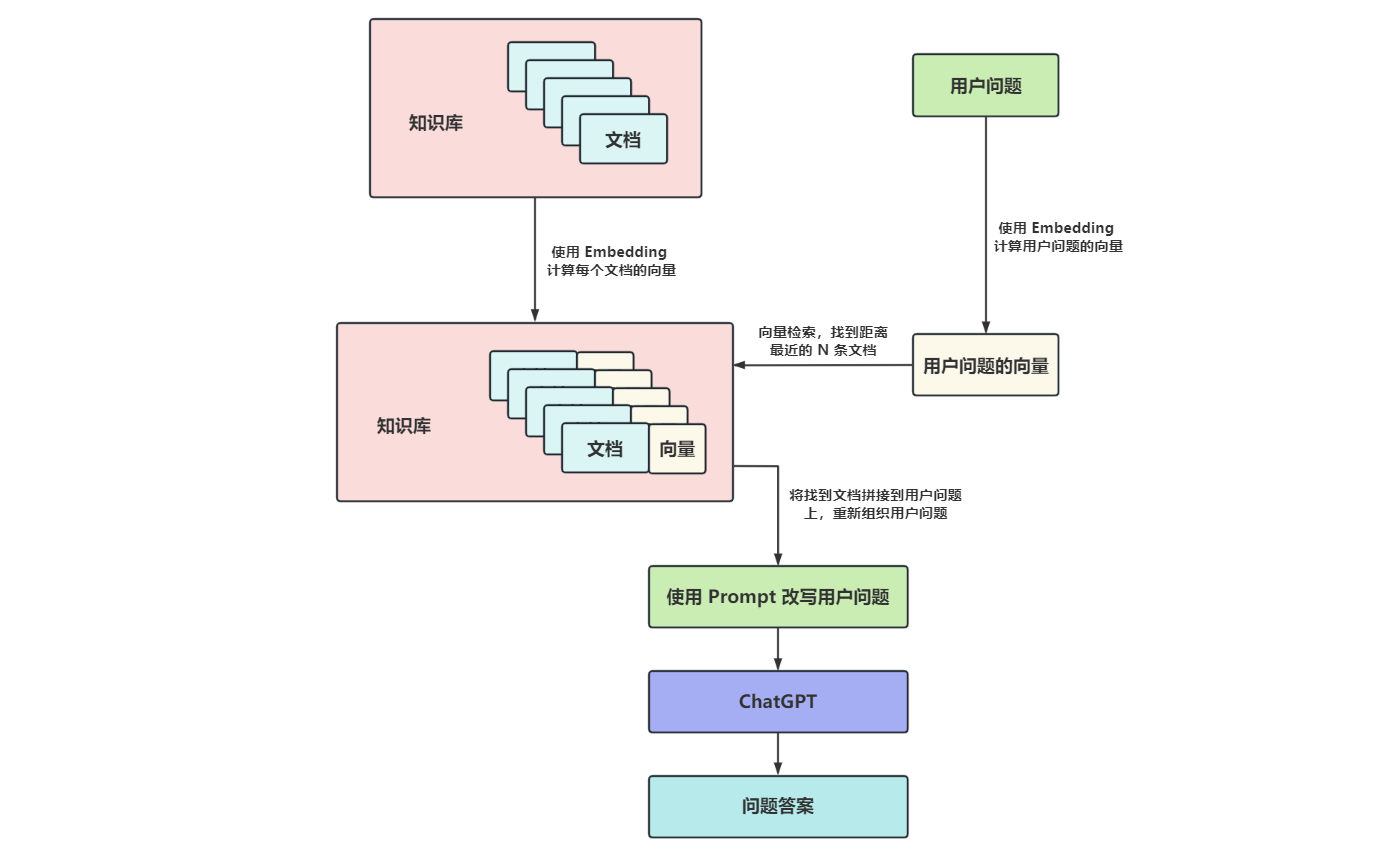 知识库
文档
用户问题
使用 Embedding
计算每个文档的向量
使用 Embedding
计算用户问题的向量
向量检索，找到距离
最近的 N 条文档
用户问题的向量
知识库
文档
向量
将找到文档拼接到用户问题
上，重新组织用户问题
使用 Prompt 改写用户问题
ChatGPT
问题答案